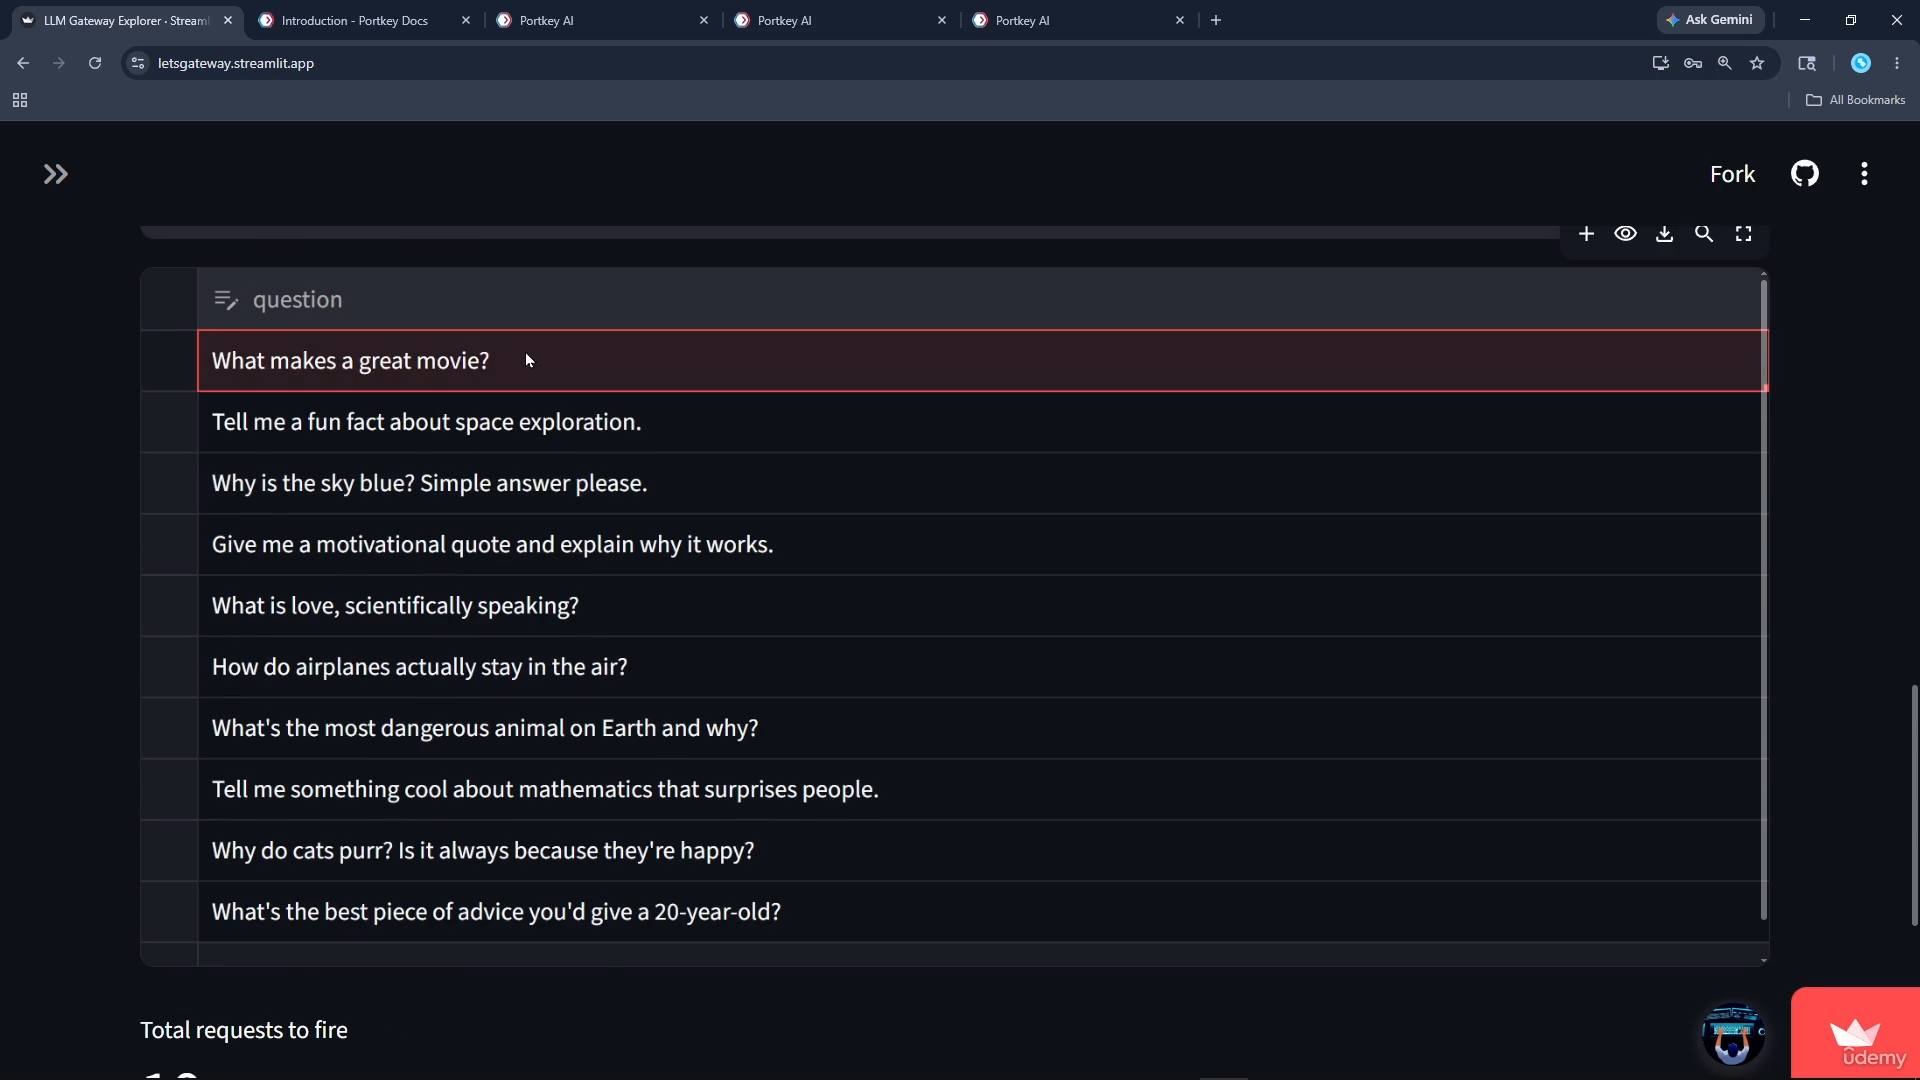 LLM Gateway Explorer · Streaml
Introduction - Portkey Docs
Portkey AI
Portkey AI
Portkey AI
Ask Gemini
letsgateway.streamlit.app
All Bookmarks
Fork
question
What makes a great movie?
Tell me a fun fact about space exploration.
Why is the sky blue? Simple answer please.
Give me a motivational quote and explain why it works.
What is love, scientifically speaking?
How do airplanes actually stay in the air?
What's the most dangerous animal on Earth and why?
Tell me something cool about mathematics that surprises people.
Why do cats purr? Is it always because they're happy?
What's the best piece of advice you'd give a 20-year-old?
Total requests to fire
ûdemy